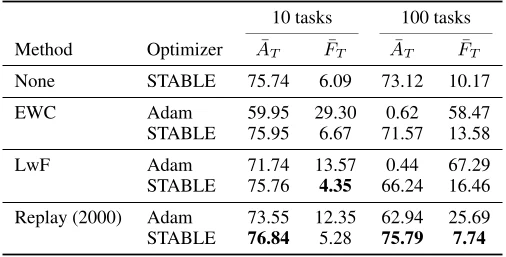 10 tasks 100 tasks
Method Optimizer Ā_T F̄_T Ā_T F̄_T
None STABLE 75.74 6.09 73.12 10.17
EWC Adam 59.95 29.30 0.62 58.47
STABLE 75.95 6.67 71.57 13.58
LwF Adam 71.74 13.57 0.44 67.29
STABLE 75.76 4.35 66.24 16.46
Replay (2000) Adam 73.55 12.35 62.94 25.69
STABLE 76.84 5.28 75.79 7.74